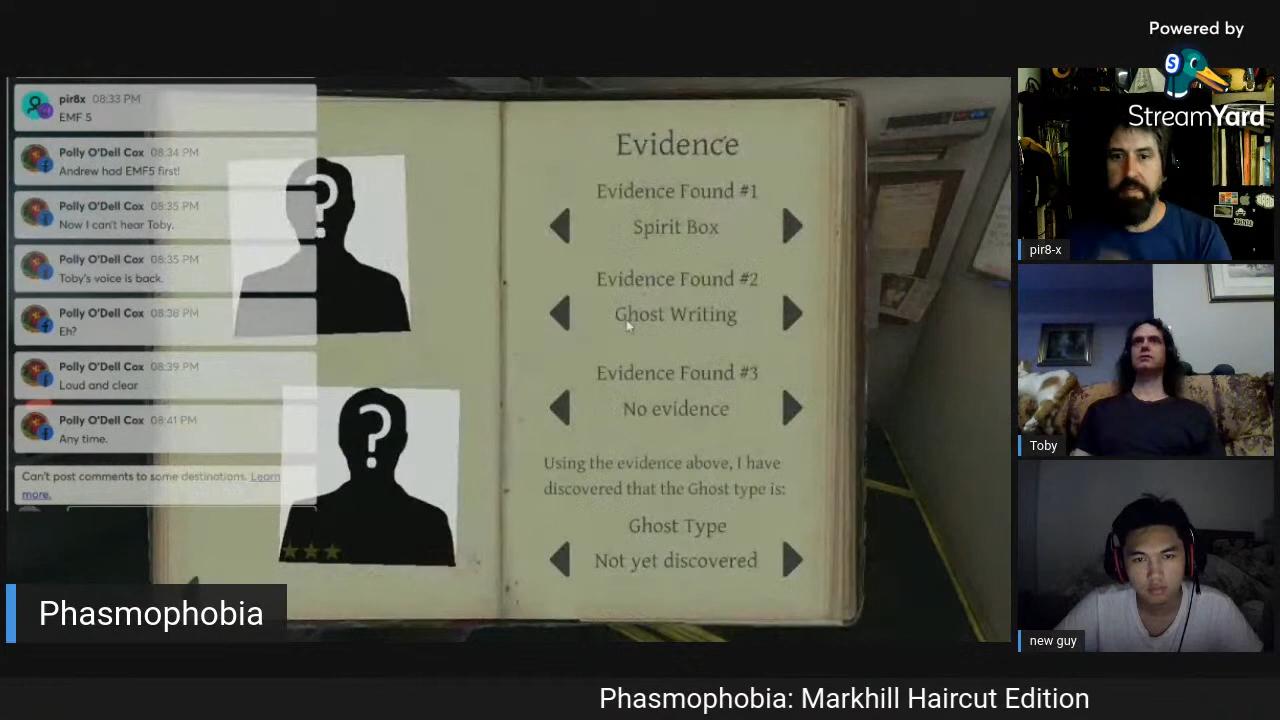 Powered by
StreamYard
pir8x 08:33 PM
EMF 5
Polly O'Dell Cox 08:34 PM
Andrew had EMF5 first!
Polly O'Dell Cox 08:35 PM
Now I can't hear Toby.
Polly O'Dell Cox 08:35 PM
Toby's voice is back.
Polly O'Dell Cox 08:38 PM
Eh?
Polly O'Dell Cox 08:39 PM
Loud and clear
Polly O'Dell Cox 08:41 PM
Any time.
Can't post comments to some destinations. Learn
more.
Evidence
Evidence Found #1
Spirit Box
Evidence Found #2
Ghost Writing
Evidence Found #3
No evidence
Using the evidence above, I have
discovered that the Ghost type is:
Ghost Type
Not yet discovered
pir8-x
Toby
new guy
Phasmophobia
Phasmophobia: Markhill Haircut Edition